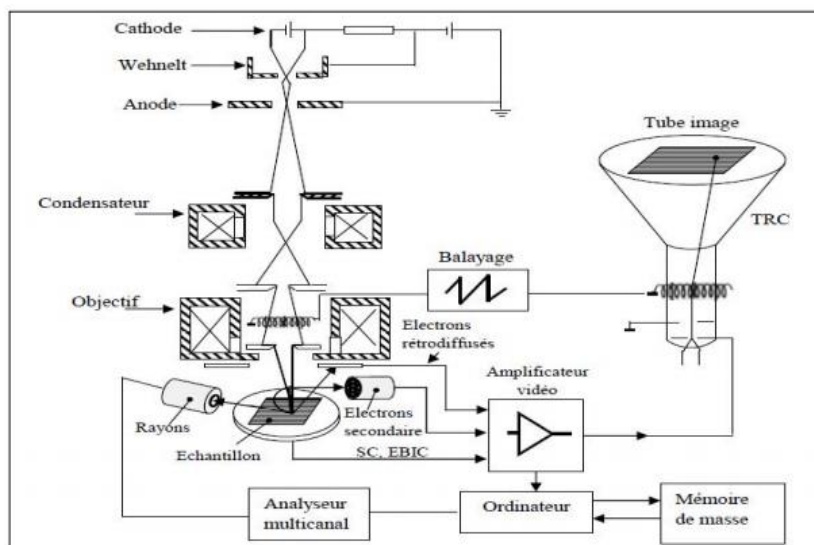 Cathode
Wehnelt
Anode
Tube image
Condensateur
TRC
Balayage
Objectif
Electrons
rétrodiffusés
Amplificateur
vidéo
Rayons
Electrons
secondaire
Echantillon
SC, EBIC
Analyseur
multicanal
Ordinateur
Mémoire
de masse